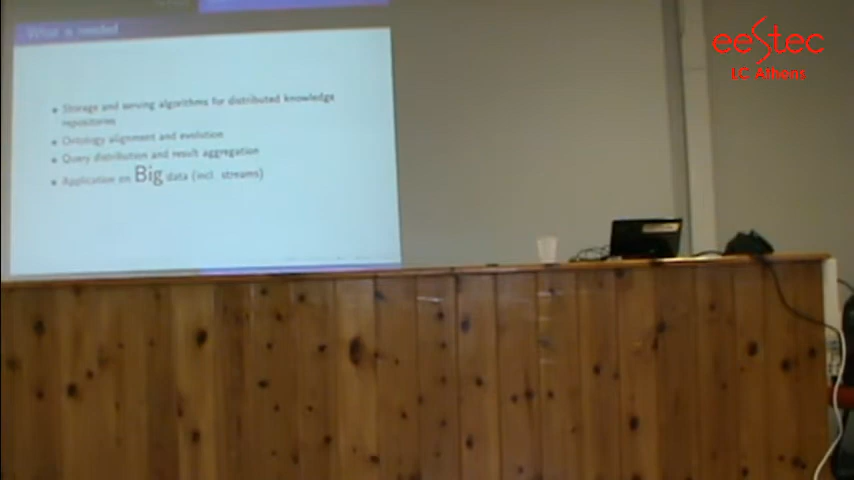 What is needed
Storage and serving algorithms for distributed knowledge
repositories
Ontology alignment and evolution
Query distribution and result aggregation
Application on Big data (incl. streams)
eeStec
LC Athens